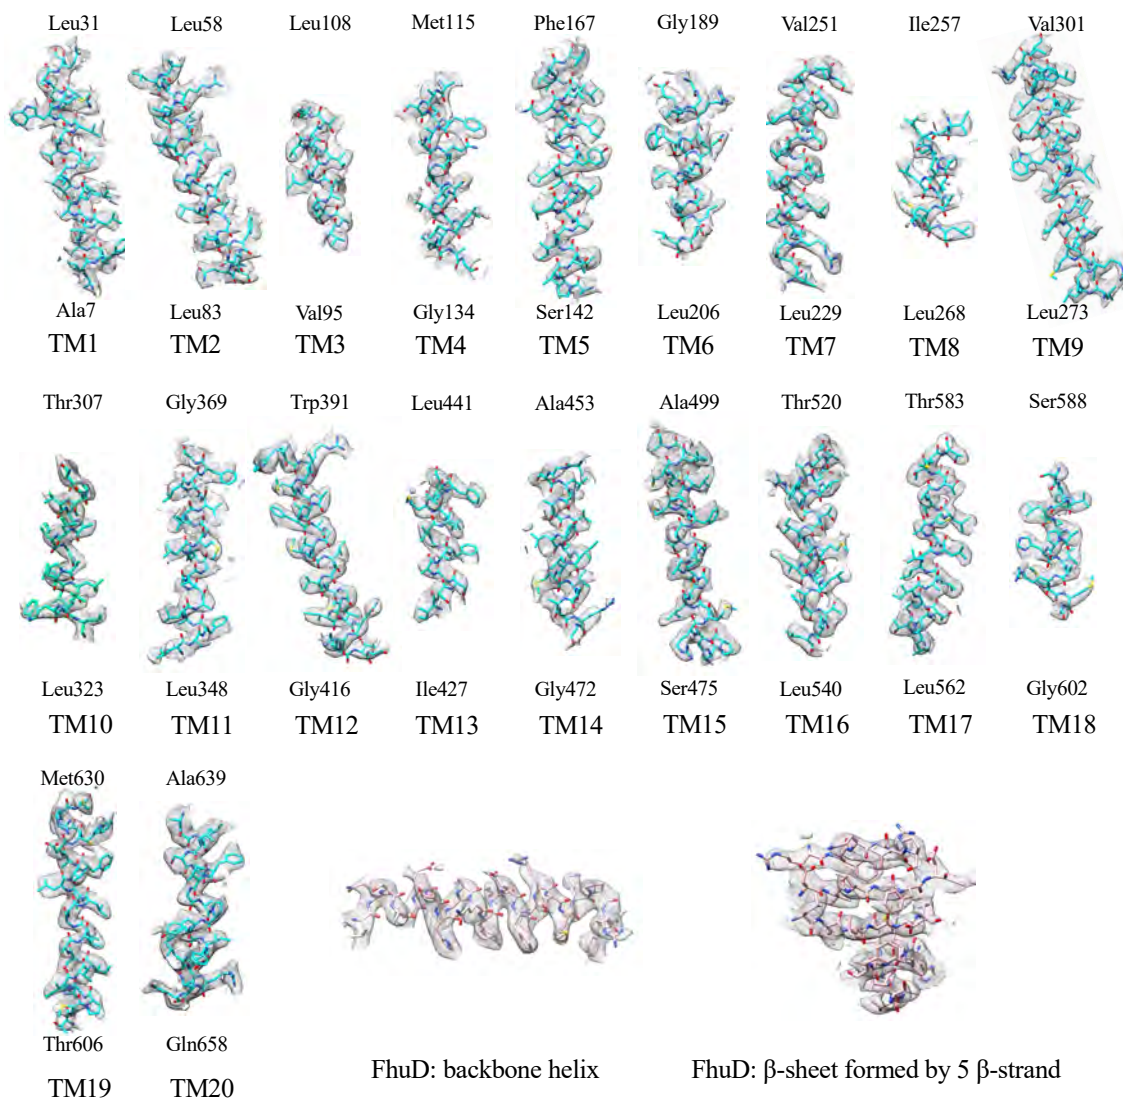 Leu31 Leu58 Leu108 Met115 Phe167 Gly189 Val251 Ile257 Val301
Ala7 Leu83 Val95 Gly134 Ser142 Leu206 Leu229 Leu268 Leu273
TM1 TM2 TM3 TM4 TM5 TM6 TM7 TM8 TM9
Thr307 Gly369 Trp391 Leu441 Ala453 Ala499 Thr520 Thr583 Ser588
Leu323 Leu348 Gly416 Ile427 Gly472 Ser475 Leu540 Leu562 Gly602
TM10 TM11 TM12 TM13 TM14 TM15 TM16 TM17 TM18
Met630 Ala639
Thr606 Gln658
TM19 TM20
FhuD: backbone helix FhuD: β-sheet formed by 5 β-strand